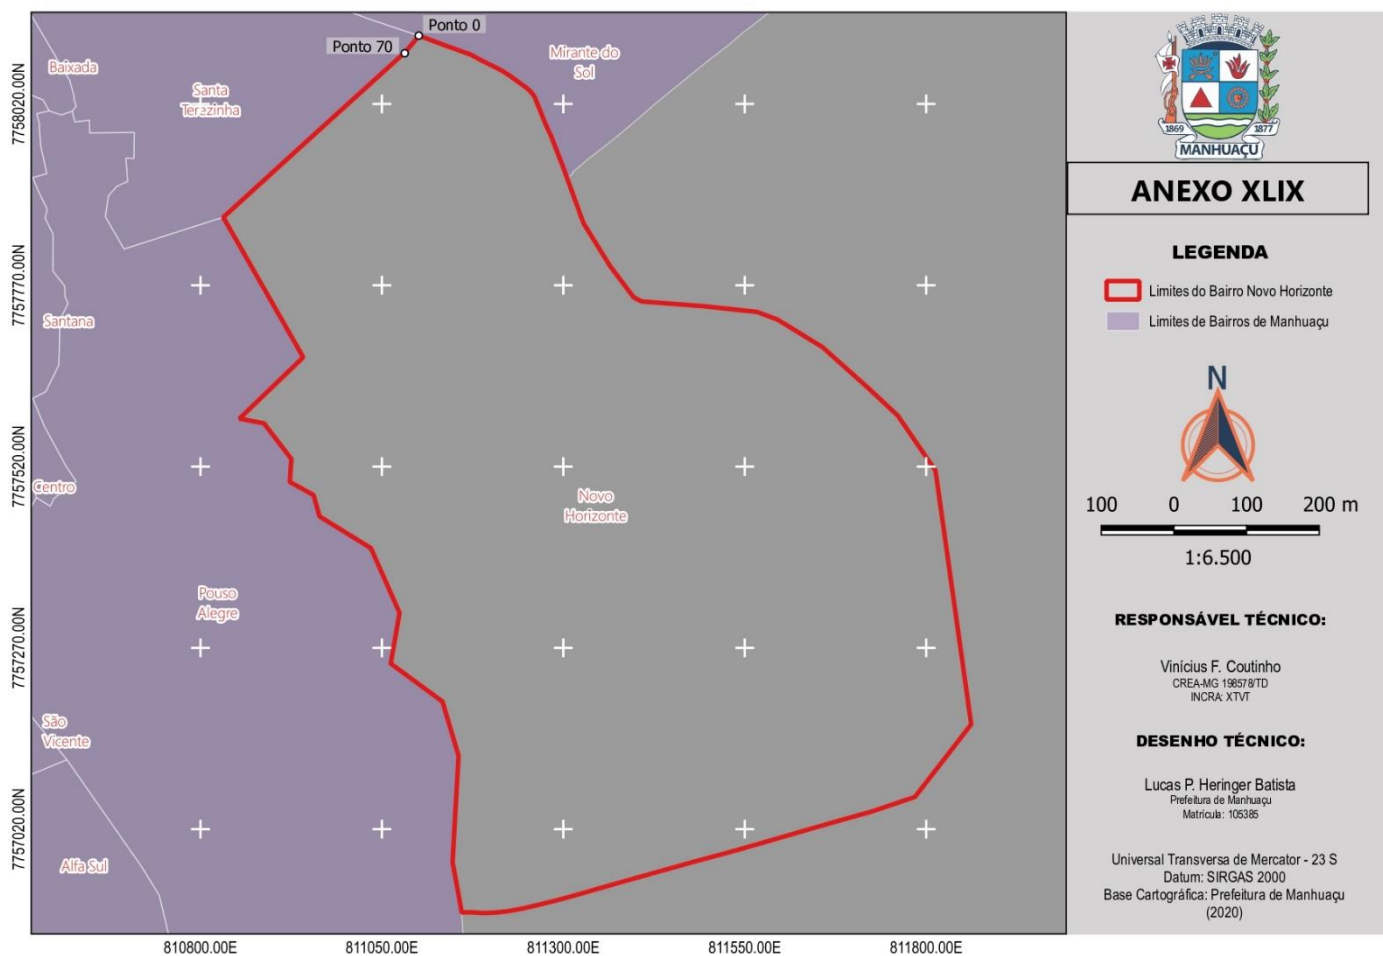 Ponto 0
Ponto 70
Mirante do
Sol
Baixada
Santa
Terezinha
Santana
Centro
Novo
Horizonte
Pouso
Alegre
São
Vicente
Alfa Sul
7758020.00N
7757770.00N
7757520.00N
7757270.00N
7757020.00N
810800.00E
811050.00E
811300.00E
811550.00E
811800.00E
1869
1877
MANHUAÇU
ANEXO XLIX
LEGENDA
Limites do Bairro Novo Horizonte
Limites de Bairros de Manhuaçu
N
100 0 100 200 m
1:6.500
RESPONSÁVEL TÉCNICO:
Vinícius F. Coutinho
CREA-MG 198578/TD
INCRA: XTVT
DESENHO TÉCNICO:
Lucas P. Heringer Batista
Prefeitura de Manhuaçu
Matrícula: 105385
Universal Transversa de Mercator - 23 S
Datum: SIRGAS 2000
Base Cartográfica: Prefeitura de Manhuaçu
(2020)